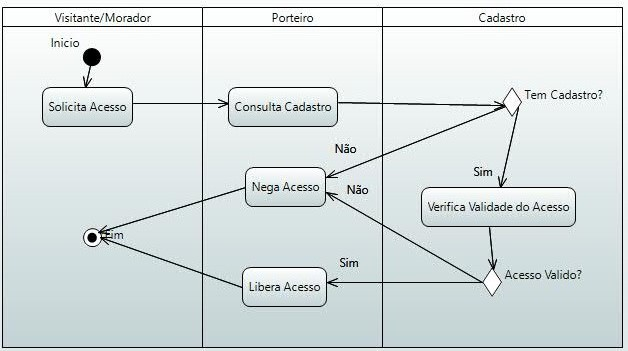 Visitante/Morador
Porteiro
Cadastro
Inicio
Solicita Acesso
Consulta Cadastro
Tem Cadastro?
Não
Sim
Nega Acesso
Não
Verifica Validade do Acesso
Fim
Sim
Acesso Valido?
Libera Acesso